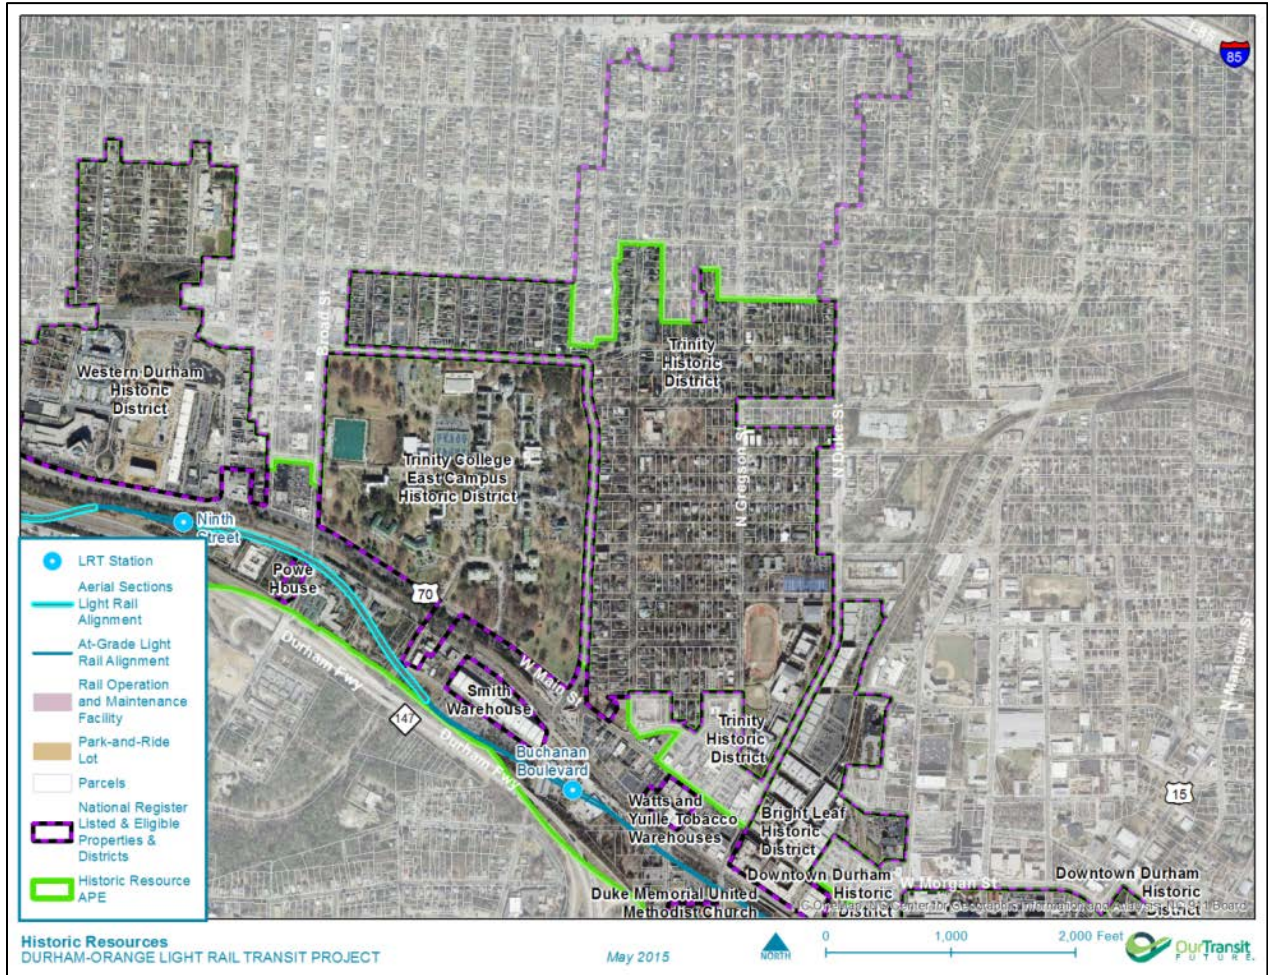 85
Broad St
Western Durham
Historic
District
Trinity
Historic
District
N Gregson St
N Duke St
Trinity College
East Campus
Historic District
Ninth
Street
Powe
House
70
Durham Fwy
147
Smith
Warehouse
W Main St
Durham Fwy
Buchanan
Boulevard
Trinity
Historic
District
N Mangum St
15
Watts and
Yuille Tobacco
Warehouses
Bright Leaf
Historic
District
Downtown Durham
Historic
District
W Morgan St
Downtown Durham
Historic
District
Duke Memorial United
Methodist Church
LRT Station
Aerial Sections
Light Rail
Alignment
At-Grade Light
Rail Alignment
Rail Operation
and Maintenance
Facility
Park-and-Ride
Lot
Parcels
National Register
Listed & Eligible
Properties &
Districts
Historic Resource
APE
Historic Resources
DURHAM-ORANGE LIGHT RAIL TRANSIT PROJECT
May 2015
NORTH
0 1,000 2,000 Feet
OurTransit
FUTURE